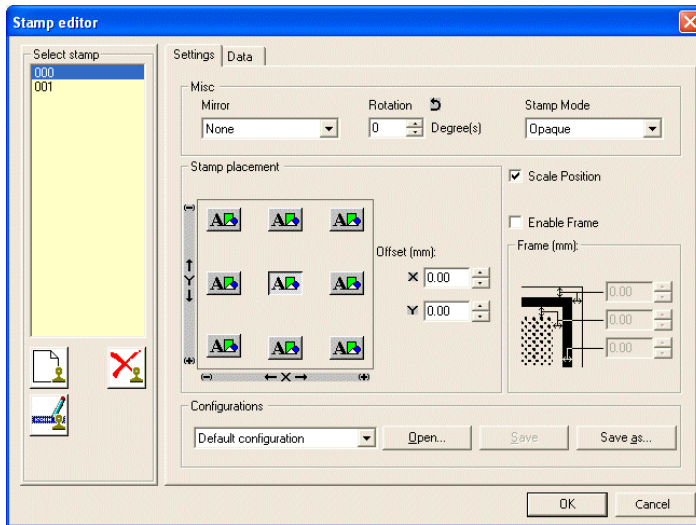 Stamp editor
Select stamp
000
001
Settings
Data
Misc
Mirror
Rotation
Stamp Mode
None
0
Degree(s)
Opaque
Stamp placement
Scale Position
Enable Frame
(-)
A A A
Y
Offset (mm):
X 0.00
Y 0.00
A A A
A A A
(+)
(-) X (+)
Frame (mm):
0.00
0.00
0.00
Configurations
Default configuration
Open...
Save
Save as...
OK
Cancel